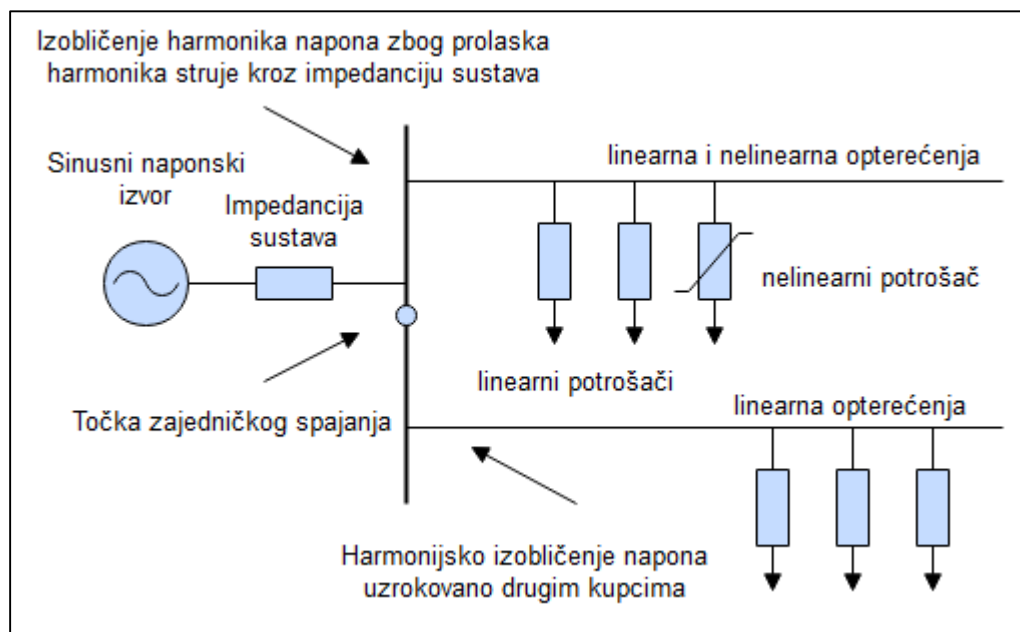 Izobličenje harmonika napona zbog prolaska
harmonika struje kroz impedanciju sustava
Sinusni naponski
izvor
Impedancija
sustava
linearna i nelinearna opterećenja
nelinearni potrošač
linearni potrošači
Točka zajedničkog spajanja
linearna opterećenja
Harmonijsko izobličenje napona
uzrokovano drugim kupcima